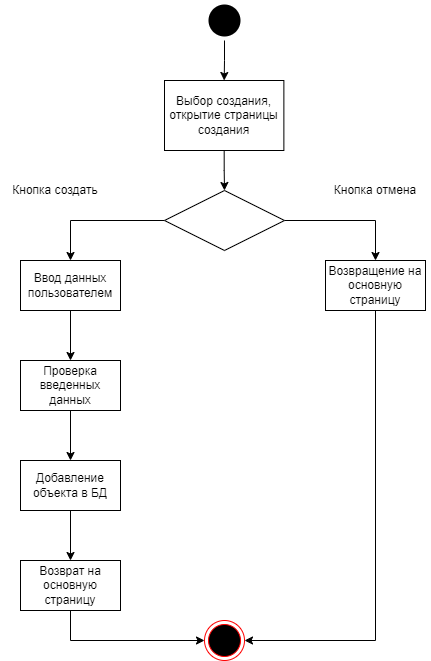 Выбор создания,
открытие страницы
создания
Кнопка создать
Кнопка отмена
Ввод данных
пользователем
Возвращение на
основную
страницу
Проверка
введенных
данных
Добавление
объекта в БД
Возврат на
основную
страницу